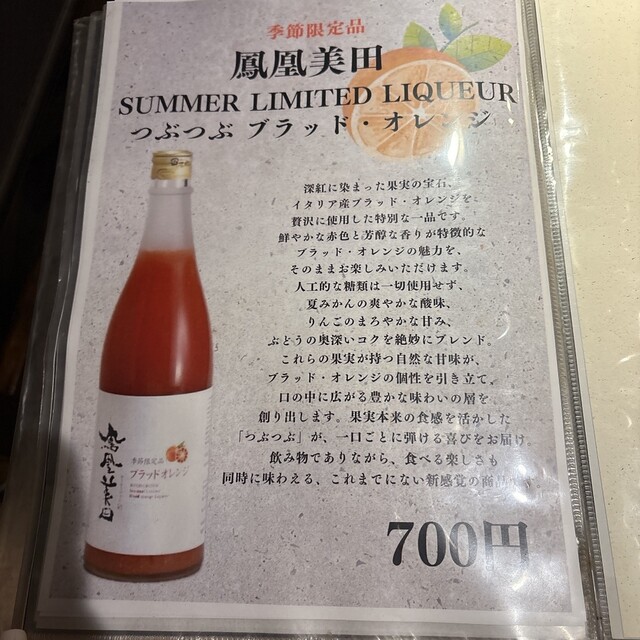 季節限定品
鳳凰美田
SUMMER LIMITED LIQUEUR
つぶつぶ ブラッド・オレンジ
深紅に染まった果実の宝石、
イタリア産ブラッド・オレンジを
贅沢に使用した特別な一品です。
鮮やかな赤色と芳醇な香りが特徴的な
ブラッド・オレンジの魅力を、
そのままお楽しみいただけます。
人工的な糖類は一切使用せず、
夏みかんの爽やかな酸味、
りんごのまろやかな甘み、
ぶどうの奥深いコクを絶妙にブレンド。
これらの果実が持つ自然な甘味が、
ブラッド・オレンジの個性を引き立て、
口の中に広がる豊かな味わいの層を
創り出します。果実本来の食感を活かした
「つぶつぶ」が、一口ごとに弾ける喜びをお届け。
飲み物でありながら、食べる楽しさも
同時に味わえる、これまでにない新感覚の商品です。
700円
鳳凰美田
季節限定品
ブラッドオレンジ